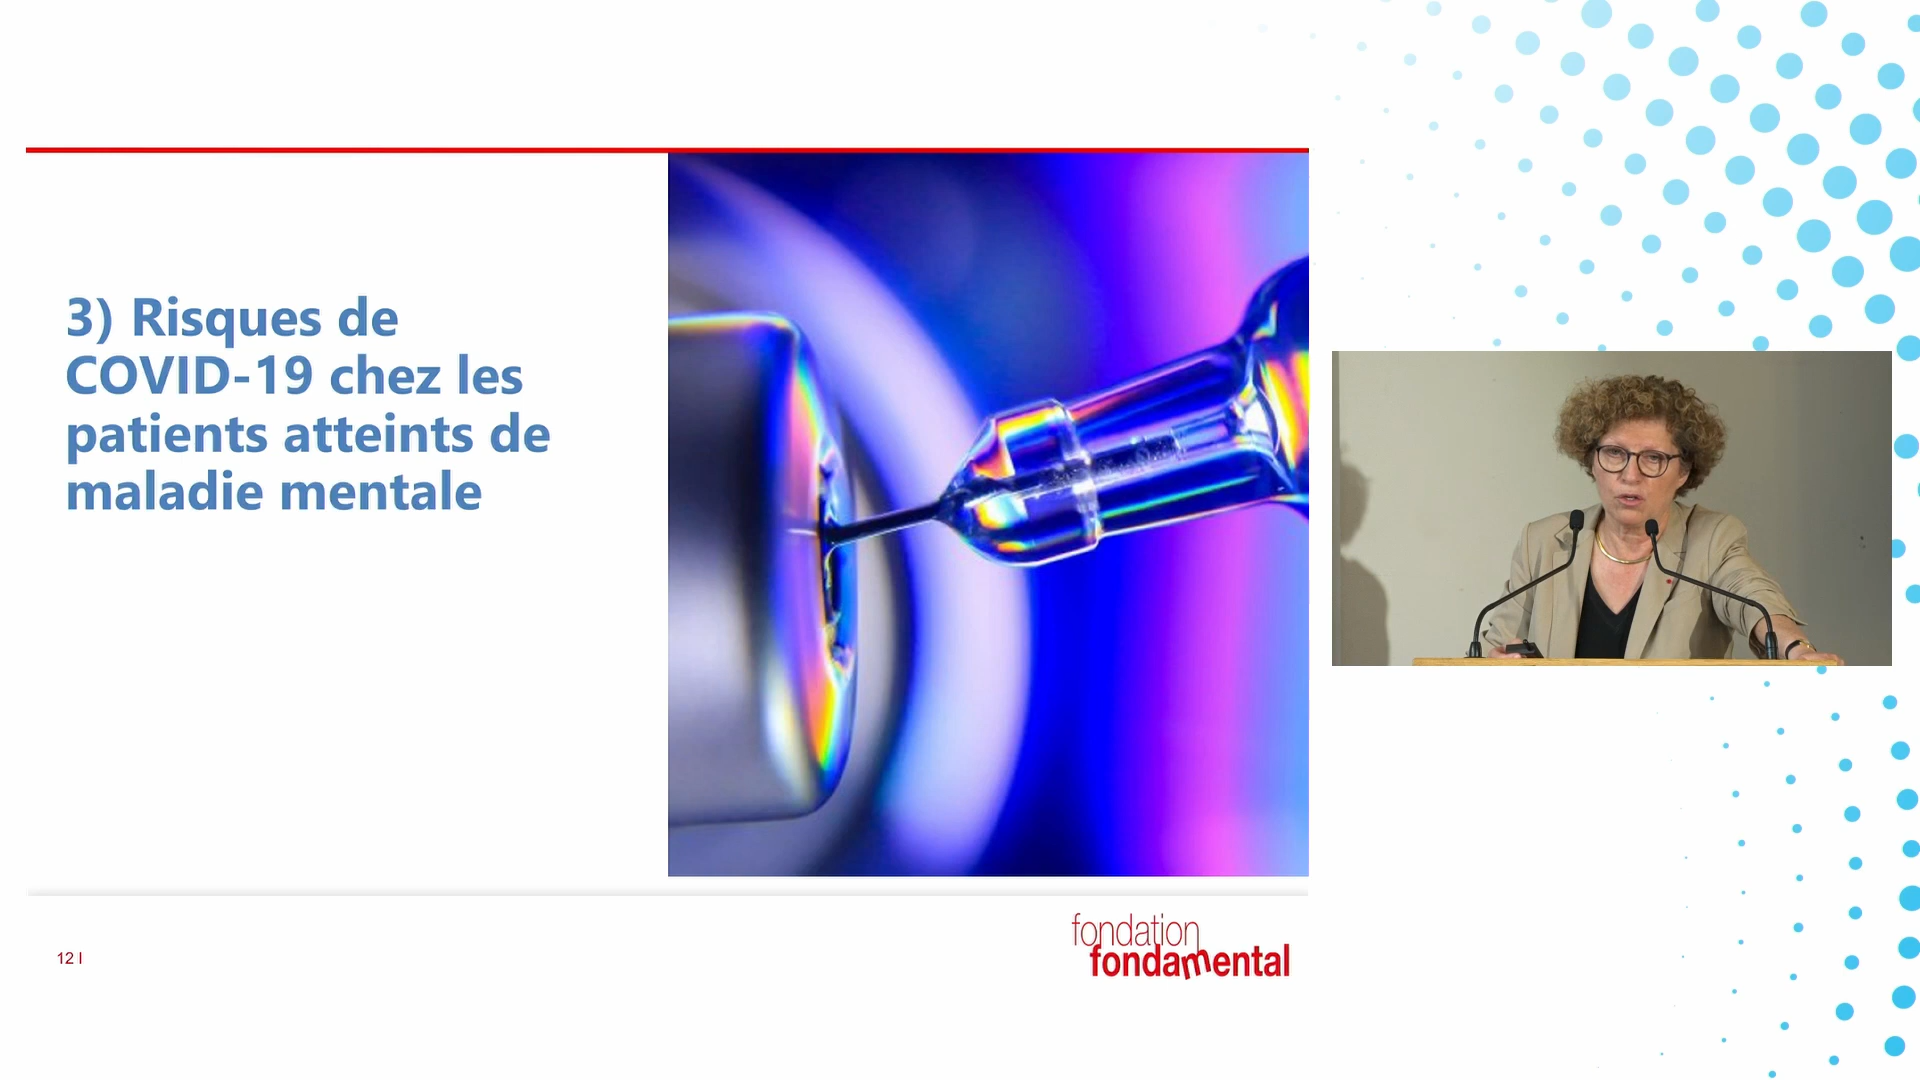 3) Risques de
COVID-19 chez les
patients atteints de
maladie mentale
12 I
fondation
fondamental